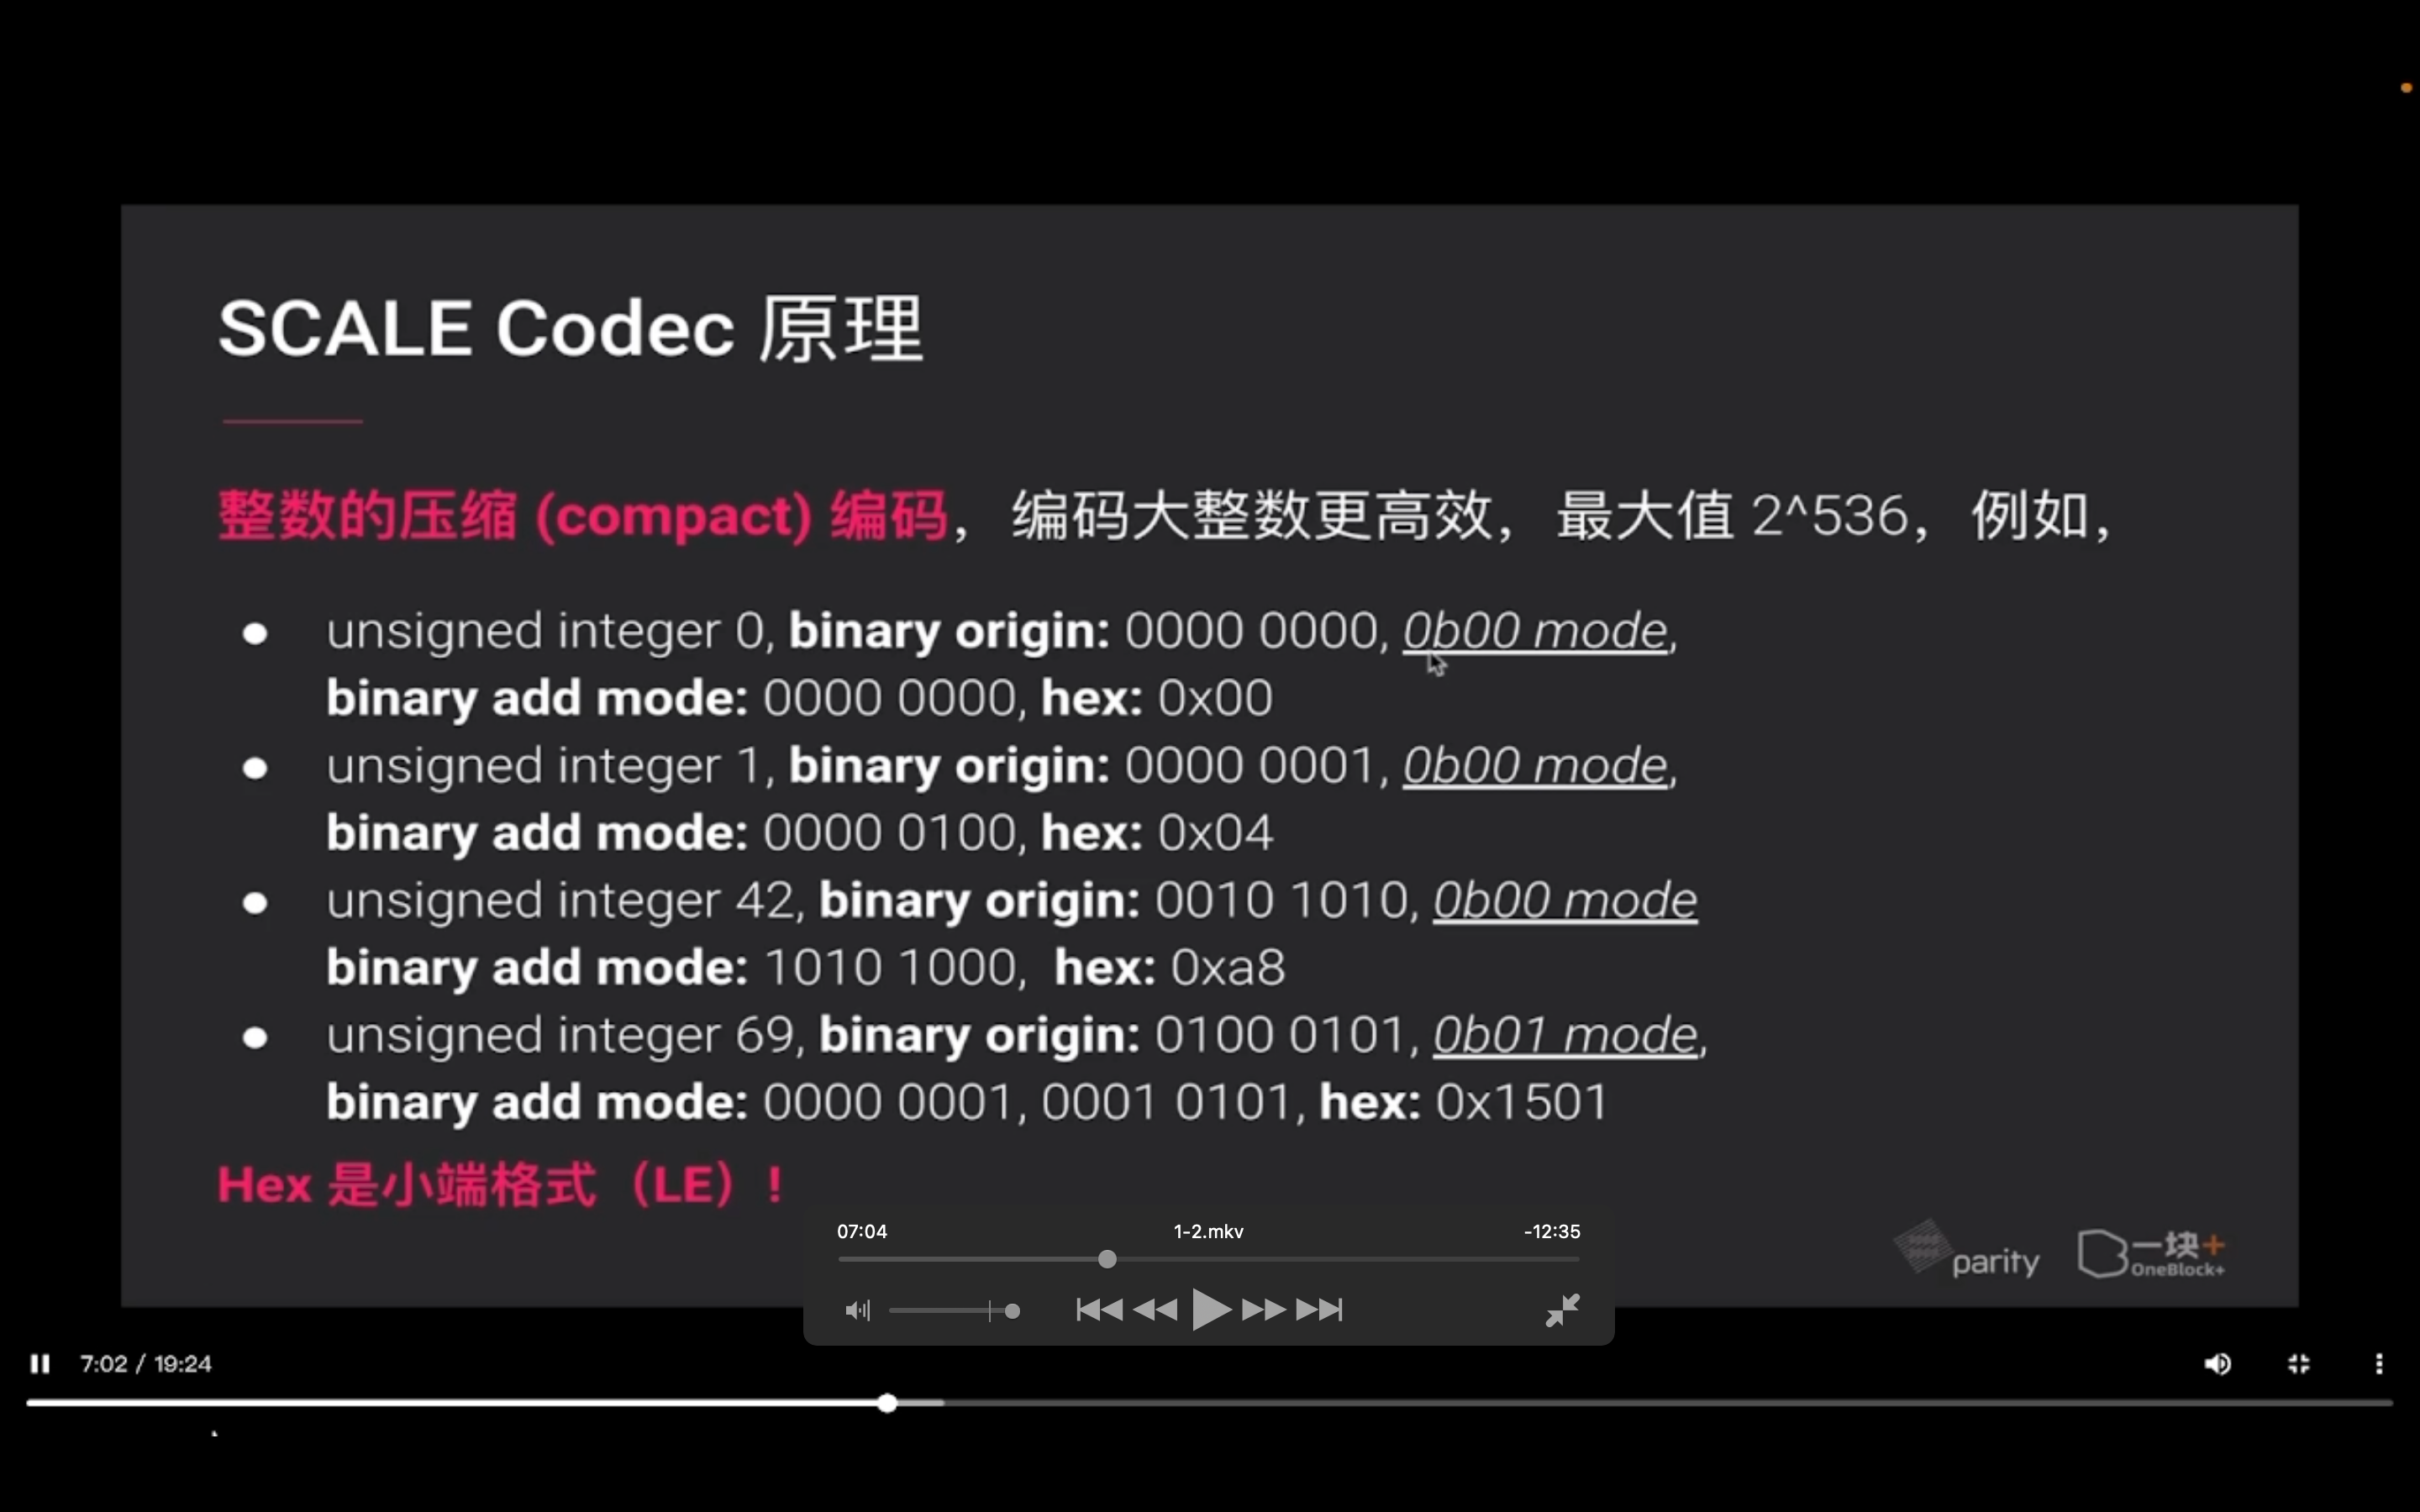 SCALE Codec 原理
整数的压缩 (compact) 编码，编码大整数更高效，最大值 2^536，例如，
● unsigned integer 0, binary origin: 0000 0000, 0b00 mode,
binary add mode: 0000 0000, hex: 0x00
● unsigned integer 1, binary origin: 0000 0001, 0b00 mode,
binary add mode: 0000 0100, hex: 0x04
● unsigned integer 42, binary origin: 0010 1010, 0b00 mode
binary add mode: 1010 1000, hex: 0xa8
● unsigned integer 69, binary origin: 0100 0101, 0b01 mode,
binary add mode: 0000 0001, 0001 0101, hex: 0x1501
Hex 是小端格式（LE）!
07:04 1-2.mkv -12:35
parity
一块+
OneBlock+
7:02 / 19:24